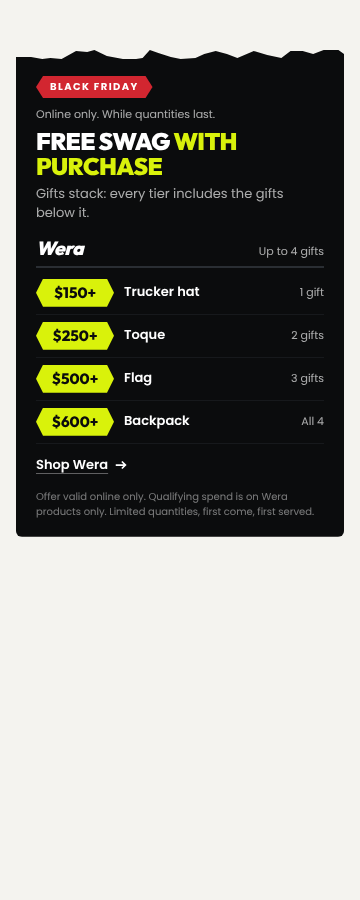 BLACK FRIDAY
Online only. While quantities last.
FREE SWAG WITH
PURCHASE
Gifts stack: every tier includes the gifts
below it.
Wera Up to 4 gifts
$150+ Trucker hat 1 gift
$250+ Toque 2 gifts
$500+ Flag 3 gifts
$600+ Backpack All 4
Shop Wera →
Offer valid online only. Qualifying spend is on Wera
products only. Limited quantities, first come, first served.